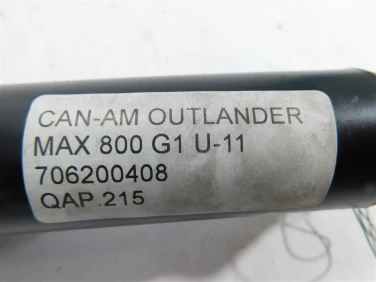 CAN-AM OUTLANDER
MAX 800 G1 U-11
706200408
QAP.215